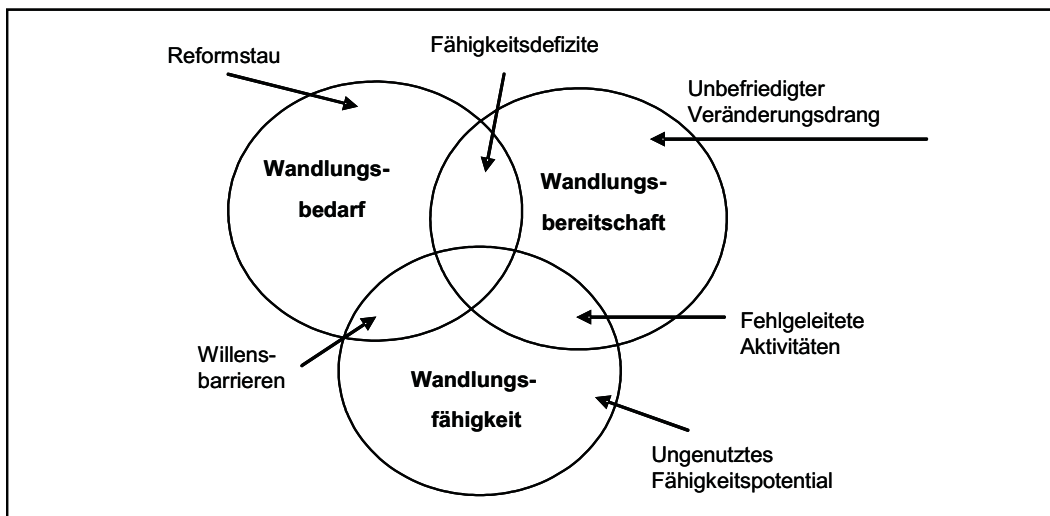 Reformstau
Fähigkeitsdefizite
Unbefriedigter
Veränderungsdrang
Wandlungs-
bedarf
Wandlungs-
bereitschaft
Willens-
barrieren
Fehlgeleitete
Aktivitäten
Wandlungs-
fähigkeit
Ungenutztes
Fähigkeitspotential